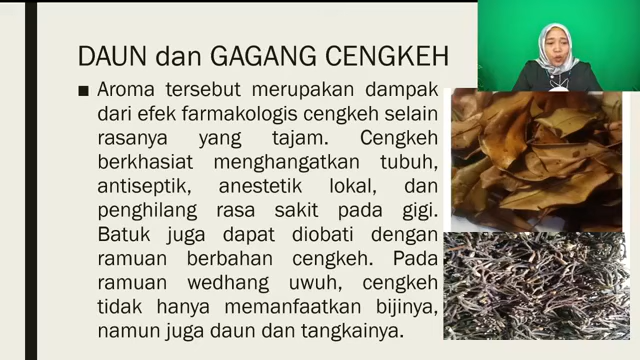 DAUN dan GAGANG CENGKEH
Aroma tersebut merupakan dampak
dari efek farmakologis cengkeh selain
rasanya yang tajam. Cengkeh
berkhasiat menghangatkan tubuh,
antiseptik, anestetik lokal, dan
penghilang rasa sakit pada gigi.
Batuk juga dapat diobati dengan
ramuan berbahan cengkeh. Pada
ramuan wedhang uwuh, cengkeh
tidak hanya memanfaatkan bijinya,
namun juga daun dan tangkainya.